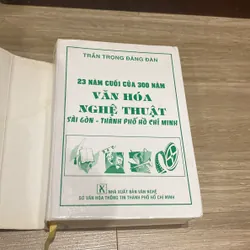 TRẦN TRỌNG ĐĂNG ĐÀN
23 NĂM CUỐI CỦA 300 NĂM
VĂN HÓA
NGHỆ THUẬT
SÀI GÒN - THÀNH PHỐ HỒ CHÍ MINH
NHÀ XUẤT BẢN VĂN NGHỆ
SỞ VĂN HÓA THÔNG TIN THÀNH PHỐ HỒ CHÍ MINH